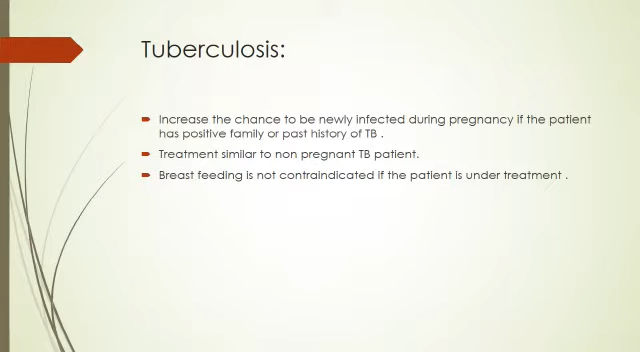 Tuberculosis:
Increase the chance to be newly infected during pregnancy if the patient
has positive family or past history of TB .
Treatment similar to non pregnant TB patient.
Breast feeding is not contraindicated if the patient is under treatment .